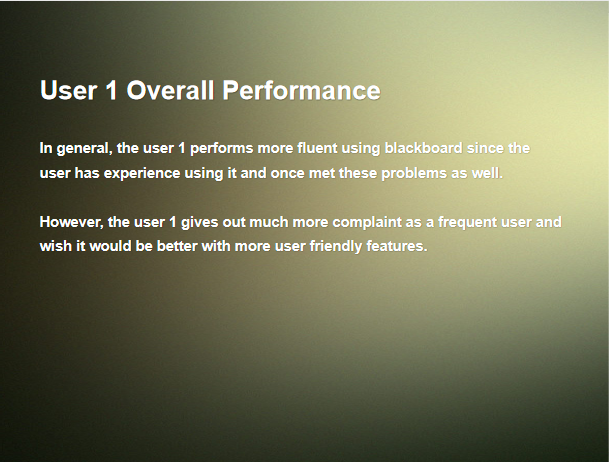 User 1 Overall Performance
In general, the user 1 performs more fluent using blackboard since the
user has experience using it and once met these problems as well.
However, the user 1 gives out much more complaint as a frequent user and
wish it would be better with more user friendly features.